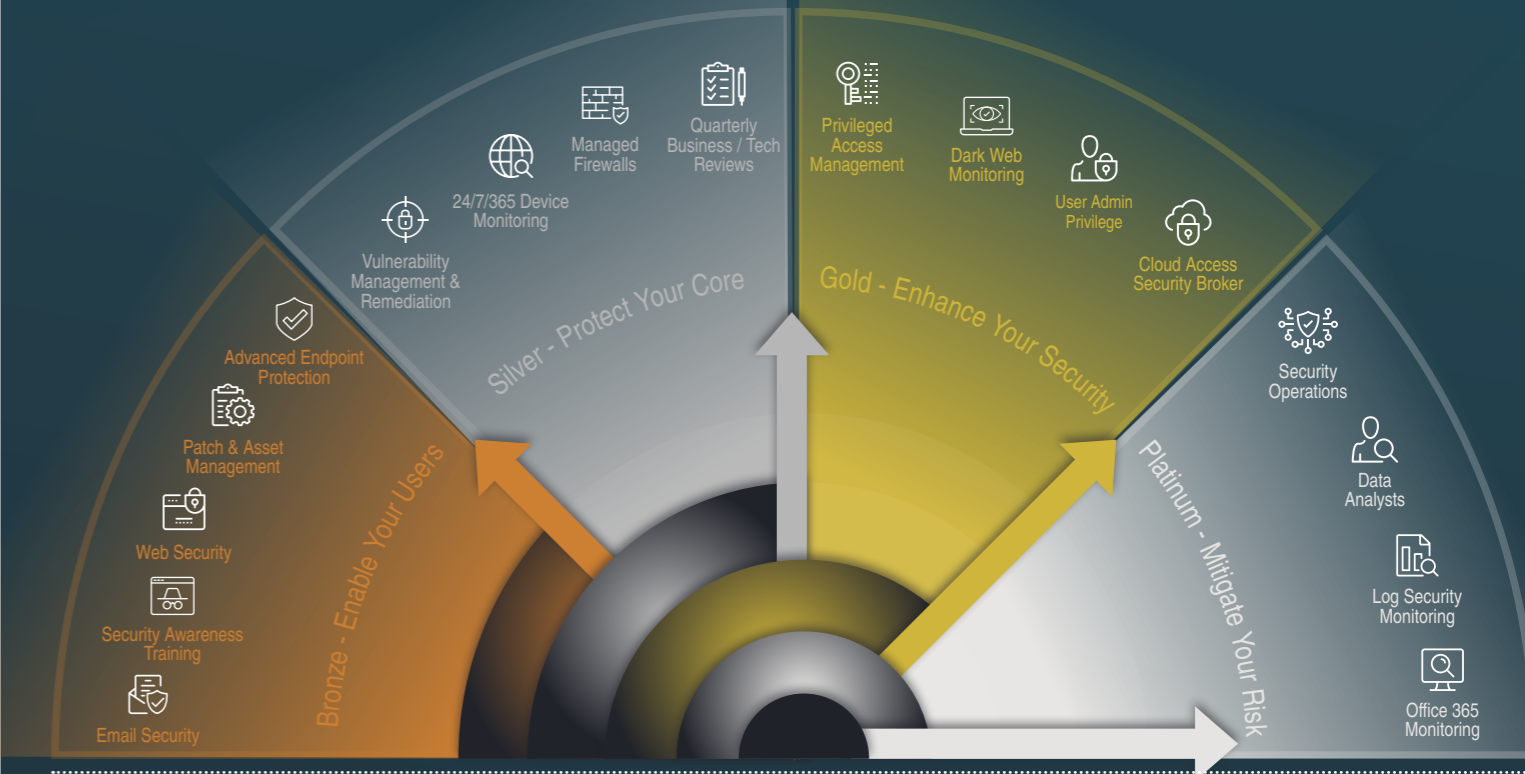 Email Security
Security Awareness
Training
Web Security
Patch & Asset
Management
Advanced Endpoint
Protection
Bronze - Enable Your Users
Vulnerability
Management &
Remediation
24/7/365 Device
Monitoring
Managed
Firewalls
Quarterly
Business / Tech
Reviews
Silver - Protect Your Core
Privileged
Access
Management
Dark Web
Monitoring
User Admin
Privilege
Cloud Access
Security Broker
Gold - Enhance Your Security
Security
Operations
Data
Analysts
Log Security
Monitoring
Office 365
Monitoring
Platinum - Mitigate Your Risk